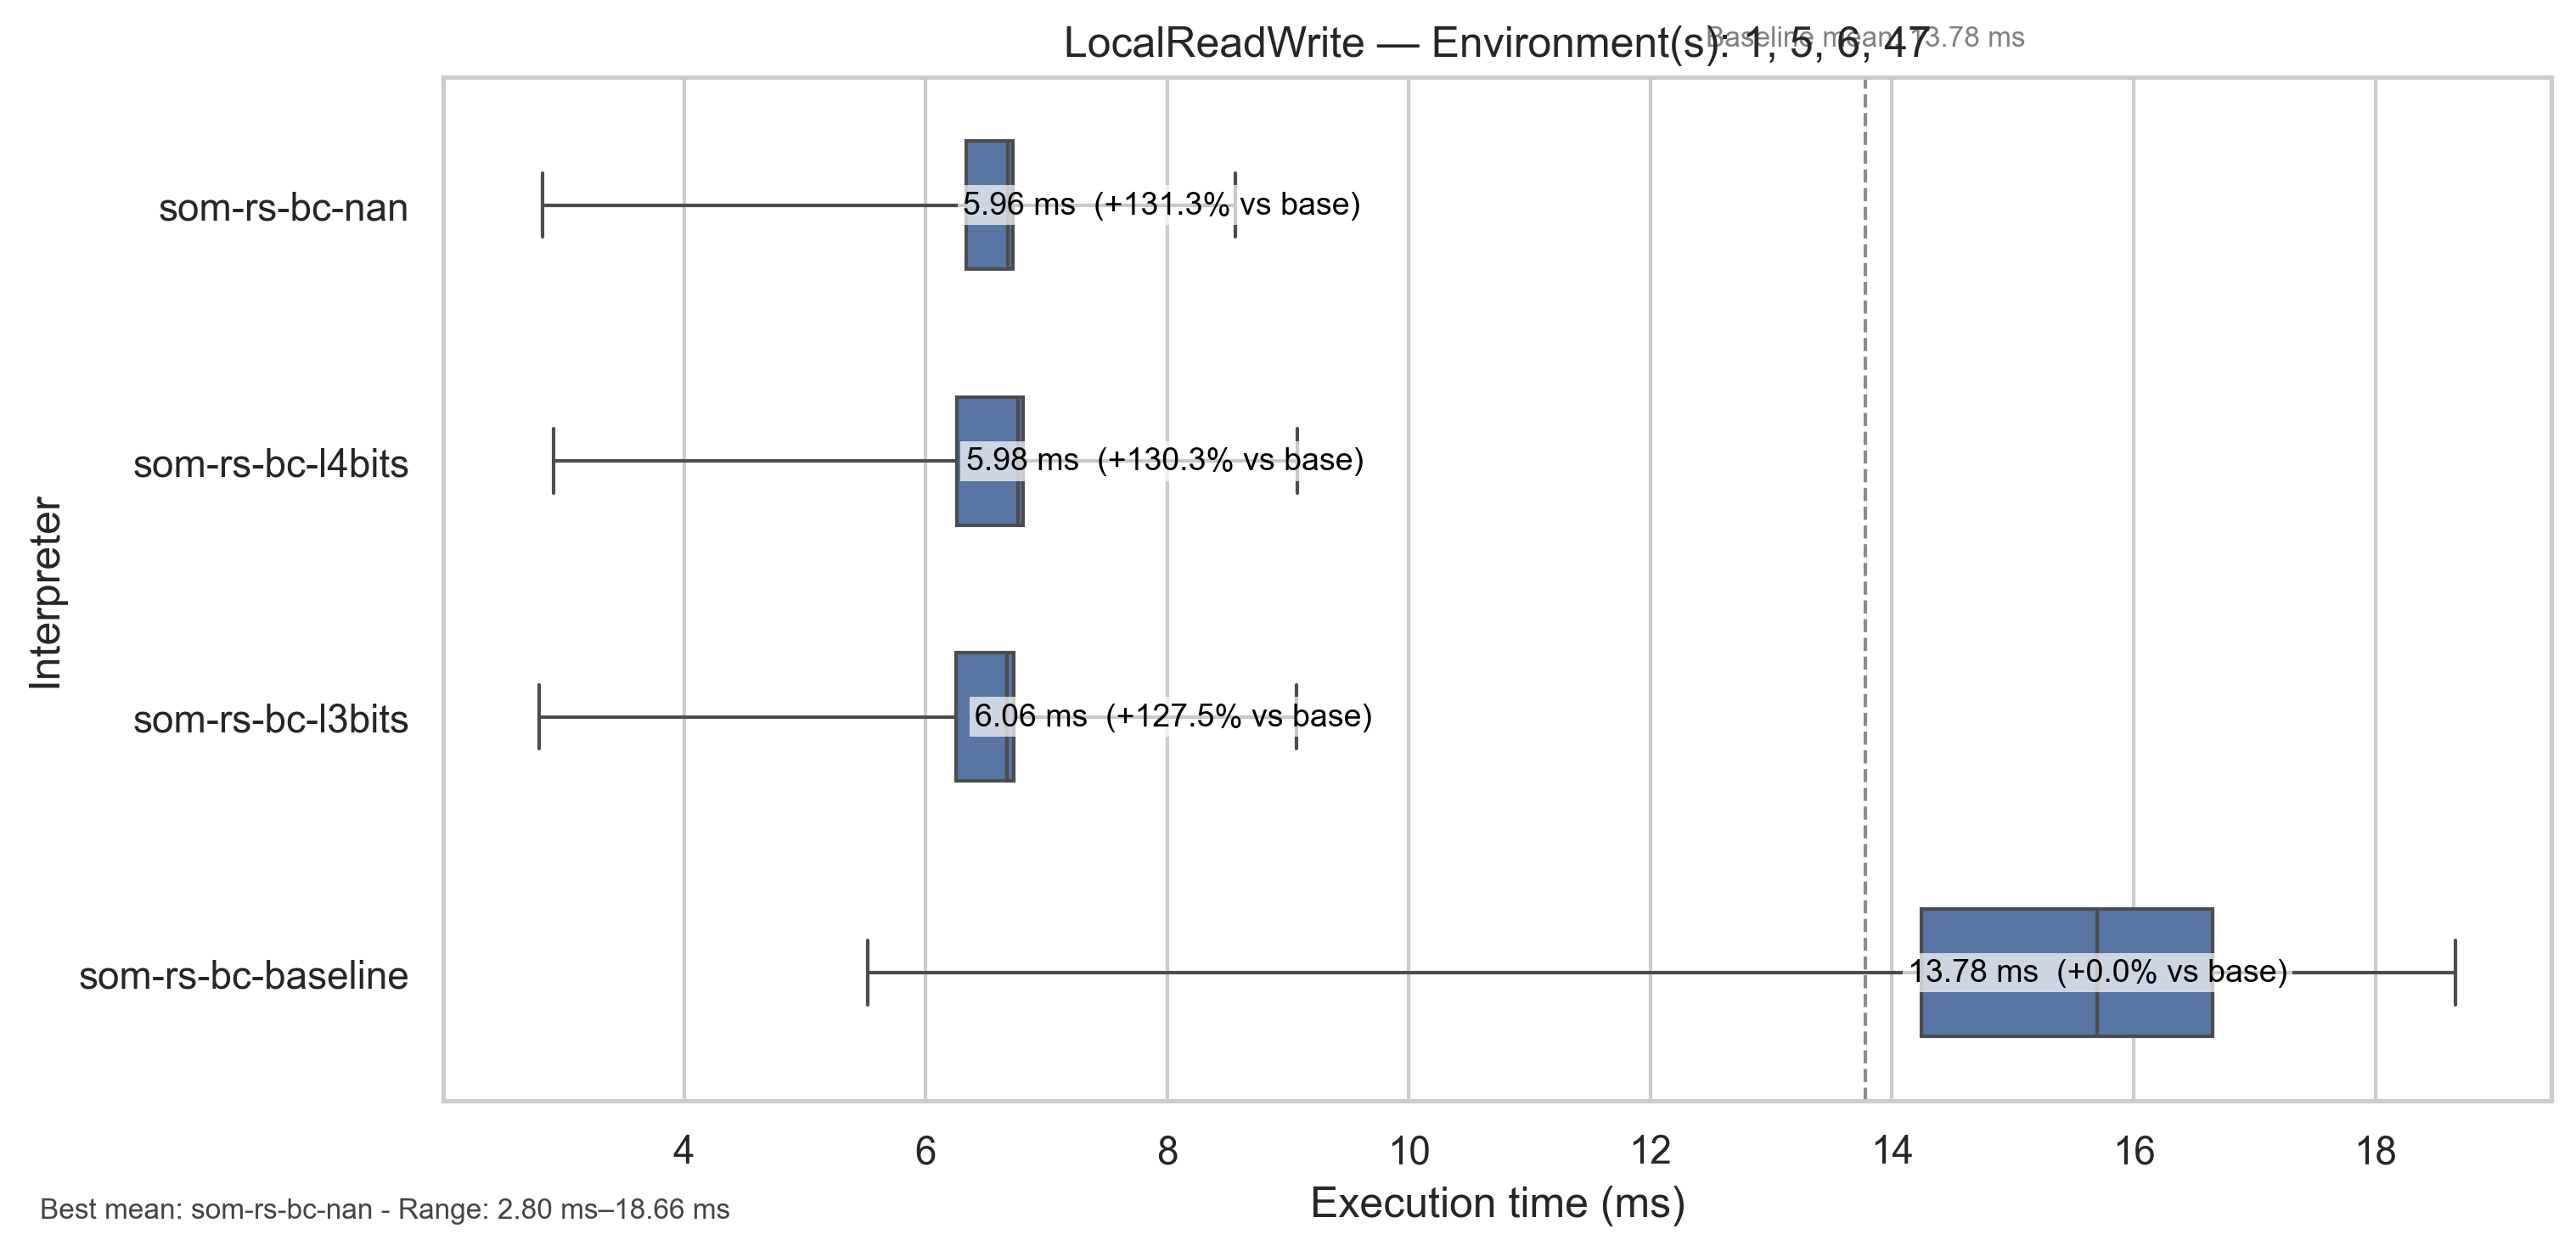 LocalReadWrite — Environment(s): 1, 5, 6, 47
Baseline mean: 13.78 ms
Interpreter
som-rs-bc-nan
5.96 ms (+131.3% vs base)
som-rs-bc-l4bits
5.98 ms (+130.3% vs base)
som-rs-bc-l3bits
6.06 ms (+127.5% vs base)
som-rs-bc-baseline
13.78 ms (+0.0% vs base)
4 6 8 10 12 14 16 18
Execution time (ms)
Best mean: som-rs-bc-nan - Range: 2.80 ms–18.66 ms